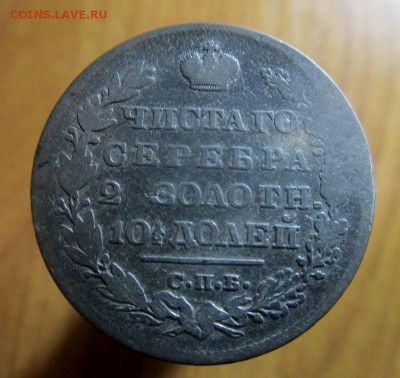 COINS.LAVE.RU
ЧИСТАГО
СЕРЕБРА
2 ЗОЛОТН.
10½ ДОЛЕЙ
С.П.Б.